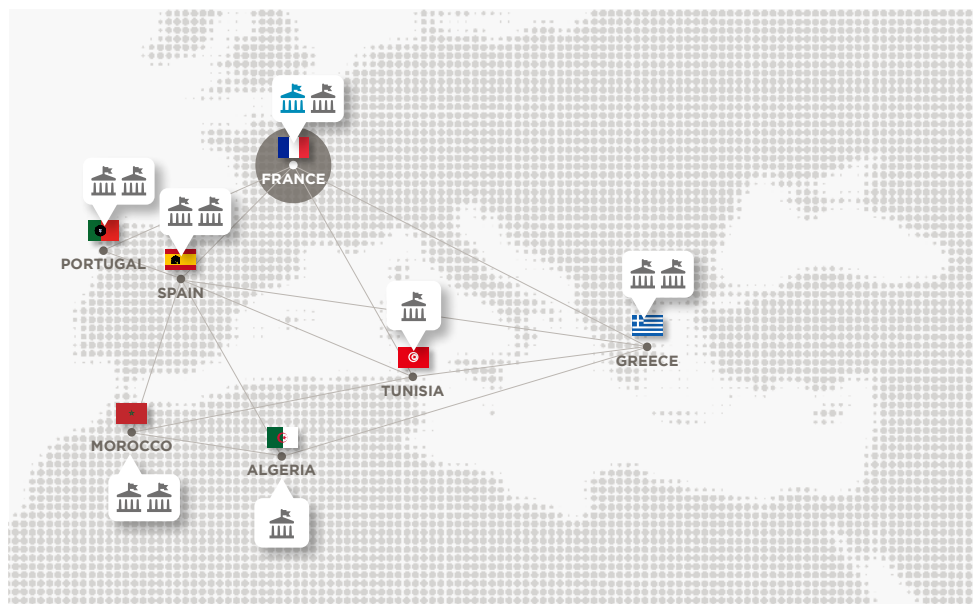 FRANCE
PORTUGAL
SPAIN
GREECE
TUNISIA
MOROCCO
ALGERIA